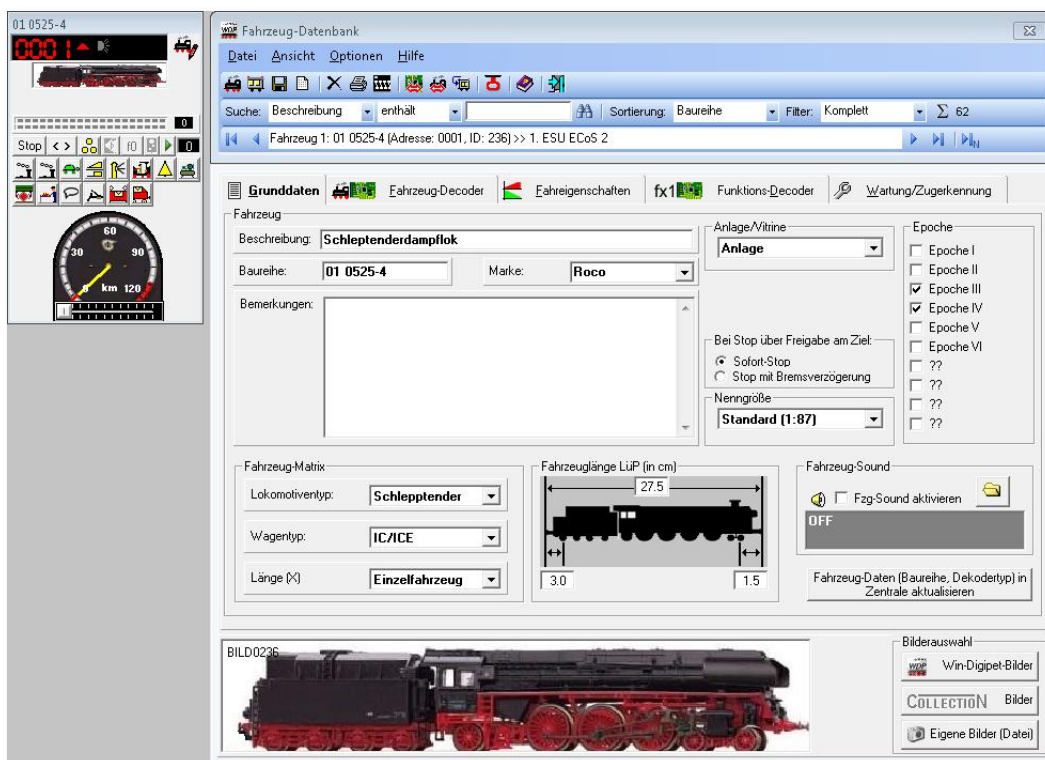 01 0525-4
0001
0
Stop
< >
f0
0
60
30
90
0
km
120
WDP
Fahrzeug-Datenbank
Datei Ansicht Optionen Hilfe
Suche: Beschreibung enthält Sortierung: Baureihe Filter: Komplett Σ 62
Fahrzeug 1: 01 0525-4 (Adresse: 0001, ID: 236) >> 1. ESU ECoS 2
N
Grunddaten Fahrzeug-Decoder Fahreigenschaften fx1 Funktions-Decoder Wartung/Zugerkennung
Fahrzeug
Beschreibung: Schleptenderdampflok
Baureihe: 01 0525-4 Marke: Roco
Bemerkungen:
Anlage/Vitrine
Anlage
Bei Stop über Freigabe am Ziel:
Sofort-Stop
Stop mit Bremsverzögerung
Nenngröße
Standard (1:87)
Epoche
Epoche I
Epoche II
Epoche III
Epoche IV
Epoche V
Epoche VI
??
??
??
??
Fahrzeug-Matrix
Lokomotiventyp: Schlepptender
Wagentyp: IC/ICE
Länge (X) Einzelfahrzeug
Fahrzeuglänge LüP (in cm)
27.5
3.0 1.5
Fahrzeug-Sound
Fzg-Sound aktivieren
OFF
Fahrzeug-Daten (Baureihe, Dekodertyp) in
Zentrale aktualisieren
BILD0236
Bilderauswahl
WDP Win-Digipet-Bilder
COLLECTION Bilder
Eigene Bilder (Datei)